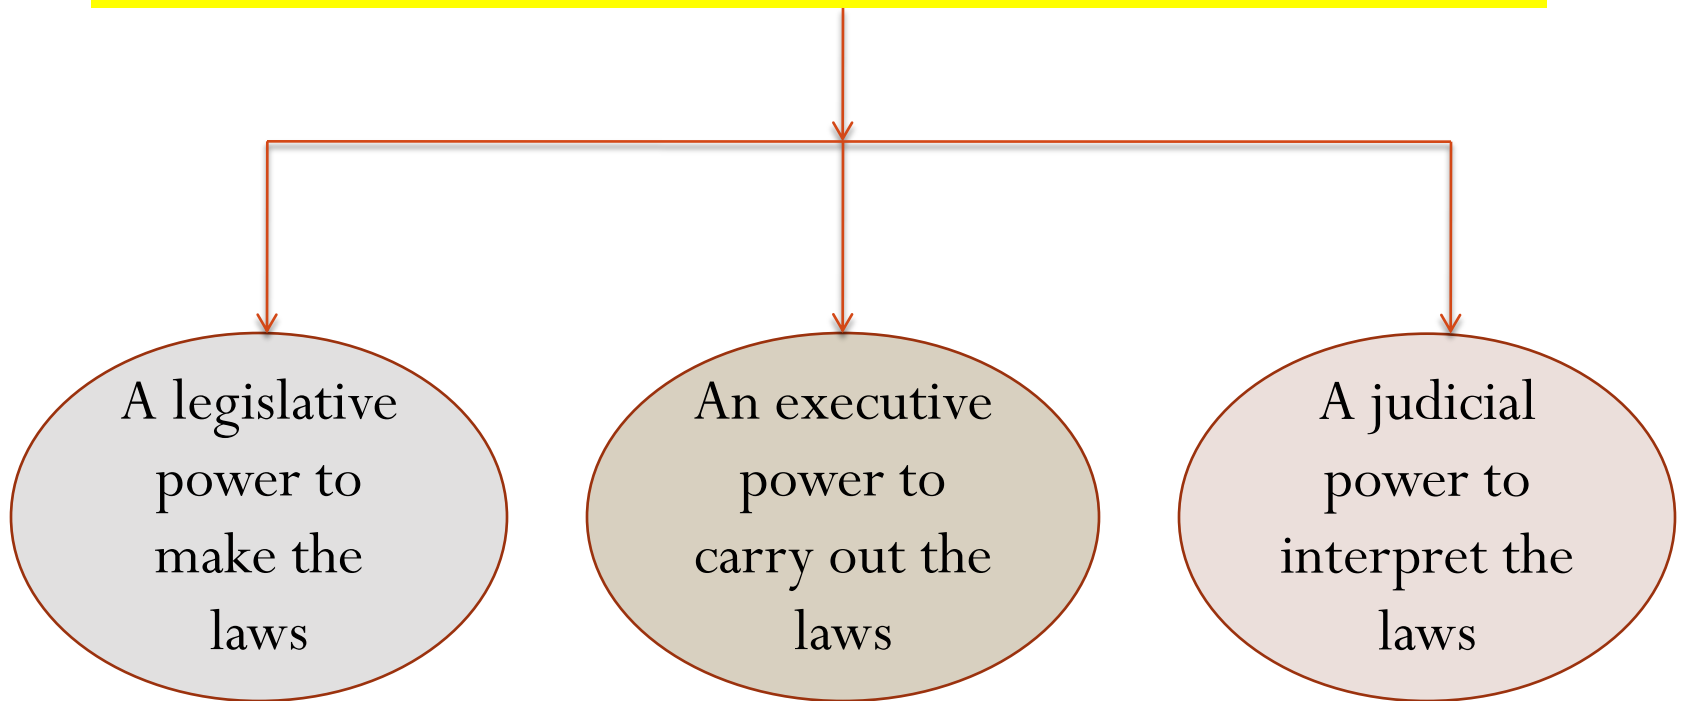 A legislative
power to
make the
laws
An executive
power to
carry out the
laws
A judicial
power to
interpret the
laws